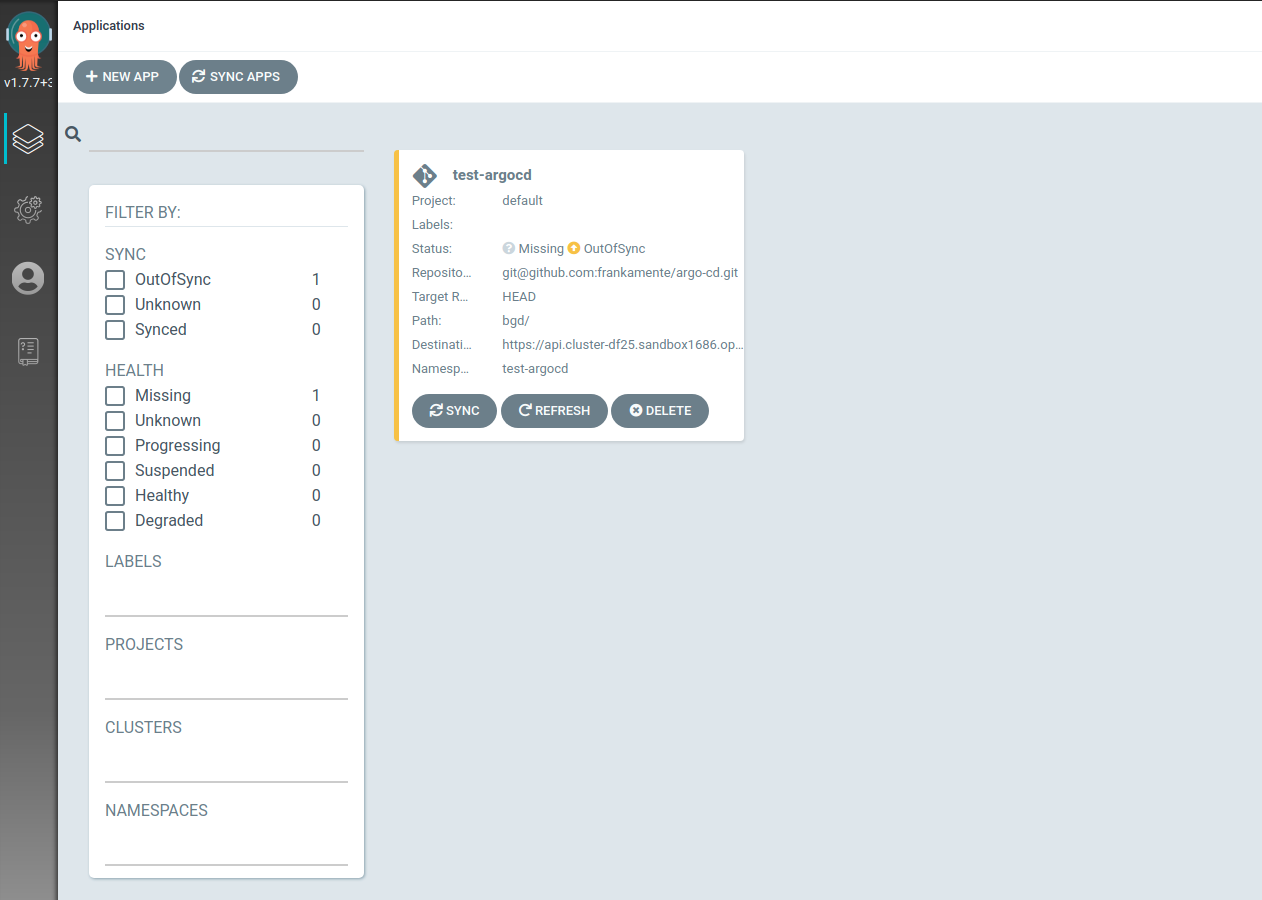 v1.7.7+3
Applications
NEW APP
SYNC APPS
FILTER BY:
SYNC
OutOfSync 1
Unknown 0
Synced 0
HEALTH
Missing 1
Unknown 0
Progressing 0
Suspended 0
Healthy 0
Degraded 0
LABELS
PROJECTS
CLUSTERS
NAMESPACES
test-argocd
Project: default
Labels:
Status: Missing OutOfSync
Reposito... git@github.com:frankamente/argo-cd.git
Target R... HEAD
Path: bgd/
Destinati... https://api.cluster-df25.sandbox1686.op...
Namesp... test-argocd
SYNC REFRESH DELETE